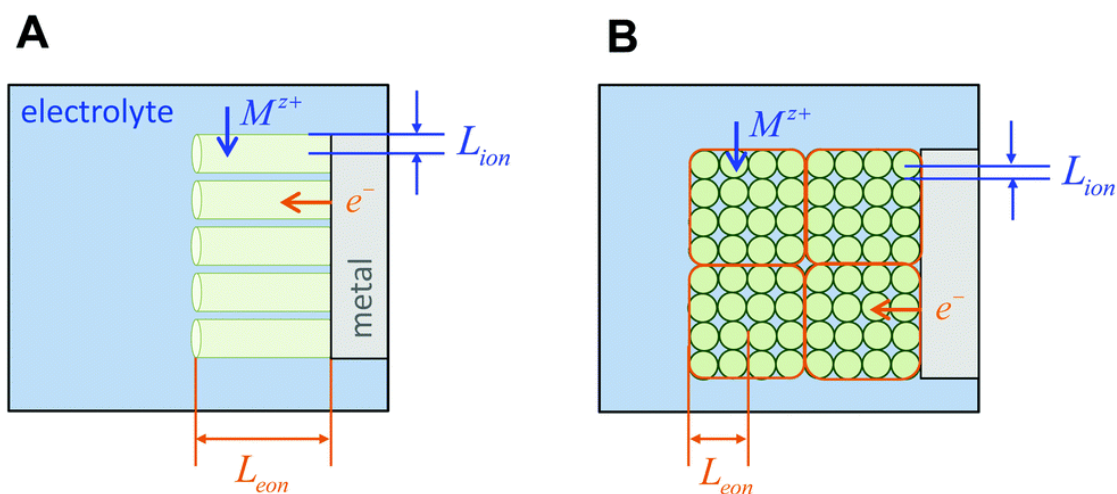 A
electrolyte
M^{z+}
L_{ion}
e^-
metal
L_{eon}
B
M^{z+}
L_{ion}
e^-
L_{eon}